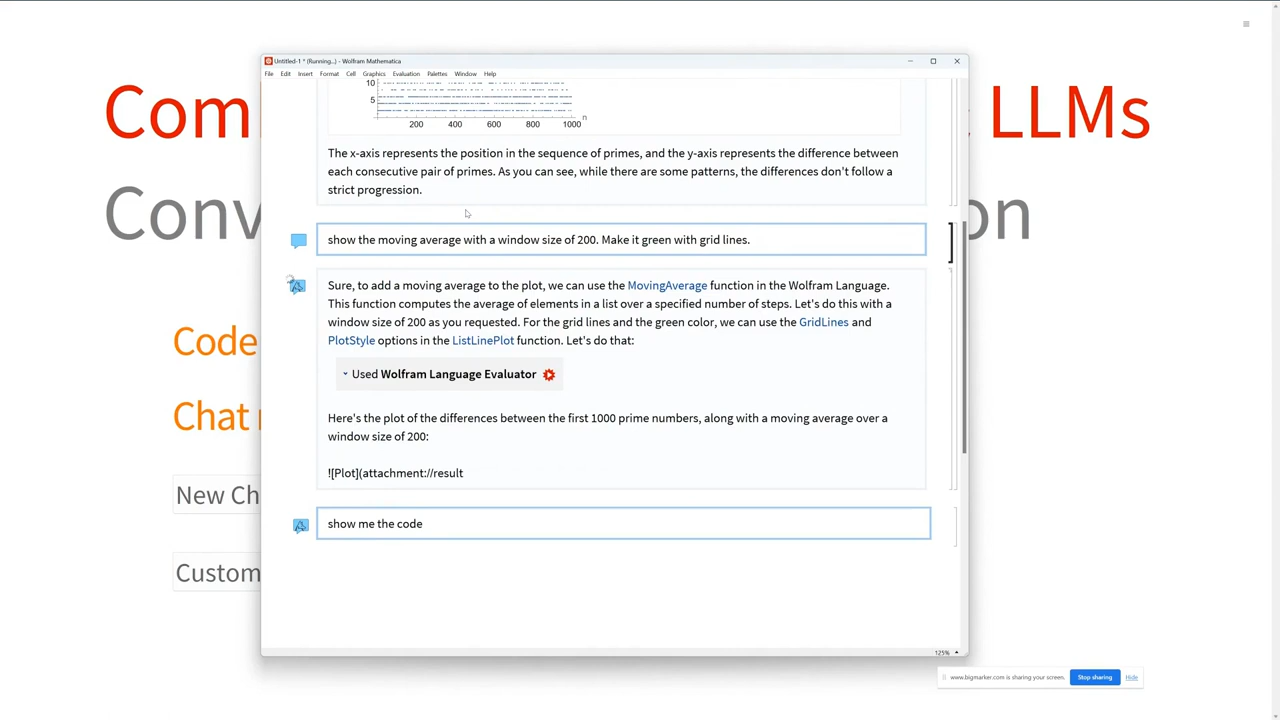 Untitled-1 * (Running...) - Wolfram Mathematica
File Edit Insert Format Cell Graphics Evaluation Palettes Window Help
Com LLMs
10
5
n
200 400 600 800 1000
The x-axis represents the position in the sequence of primes, and the y-axis represents the difference between
each consecutive pair of primes. As you can see, while there are some patterns, the differences don't follow a
strict progression.
Conv on
show the moving average with a window size of 200. Make it green with grid lines.
Sure, to add a moving average to the plot, we can use the MovingAverage function in the Wolfram Language.
This function computes the average of elements in a list over a specified number of steps. Let's do this with a
window size of 200 as you requested. For the grid lines and the green color, we can use the GridLines and
PlotStyle options in the ListLinePlot function. Let's do that:
Code
Used Wolfram Language Evaluator
Chat
Here's the plot of the differences between the first 1000 prime numbers, along with a moving average over a
window size of 200:
![Plot](attachment://result
New Ch
show me the code
Custom
125%
www.bigmarker.com is sharing your screen. Stop sharing Hide